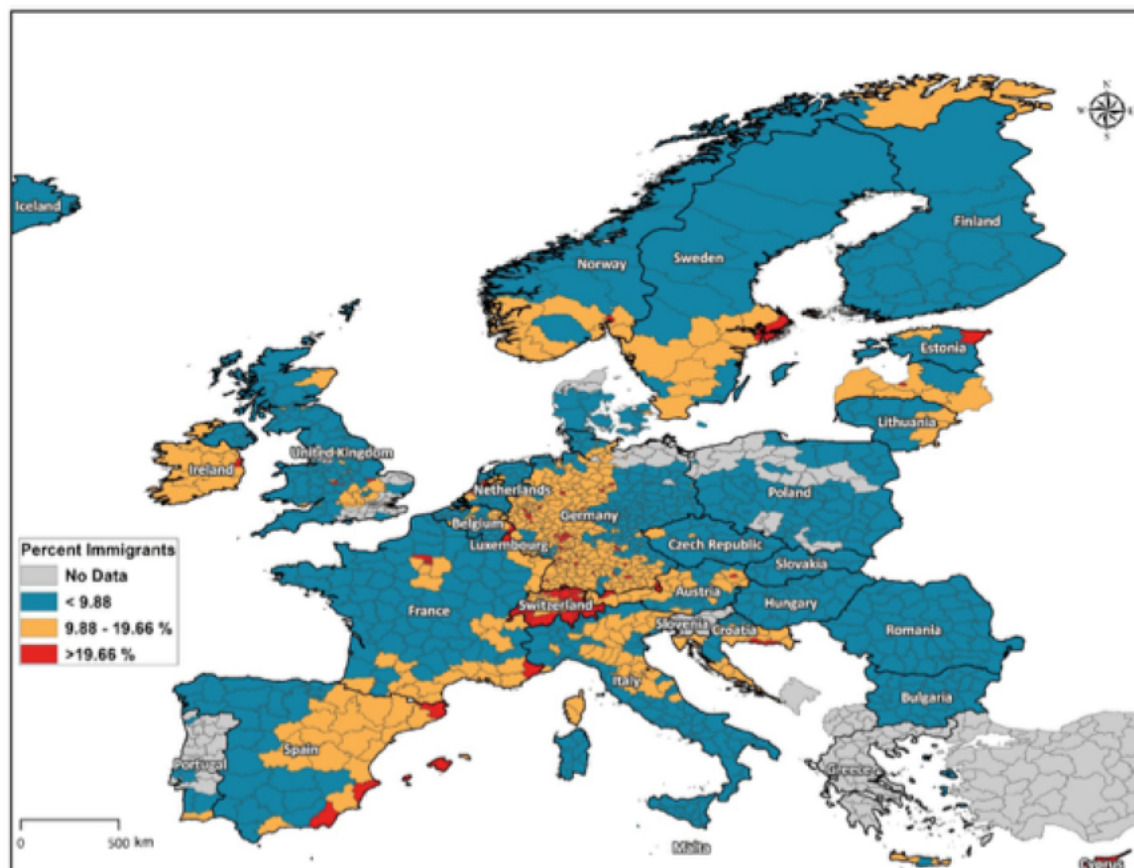 N
W E
S
Iceland
Finland
Norway
Sweden
Estonia
Lithuania
United Kingdom
Ireland
Netherlands
Poland
Germany
Belgium
Luxembourg
Czech Republic
Slovakia
Percent Immigrants
No Data
< 9.88
9.88 - 19.66 %
>19.66 %
France
Switzerland
Austria
Hungary
Slovenia
Croatia
Romania
Italy
Bulgaria
Spain
Portugal
Greece
0 500 km
Malta
Cyprus